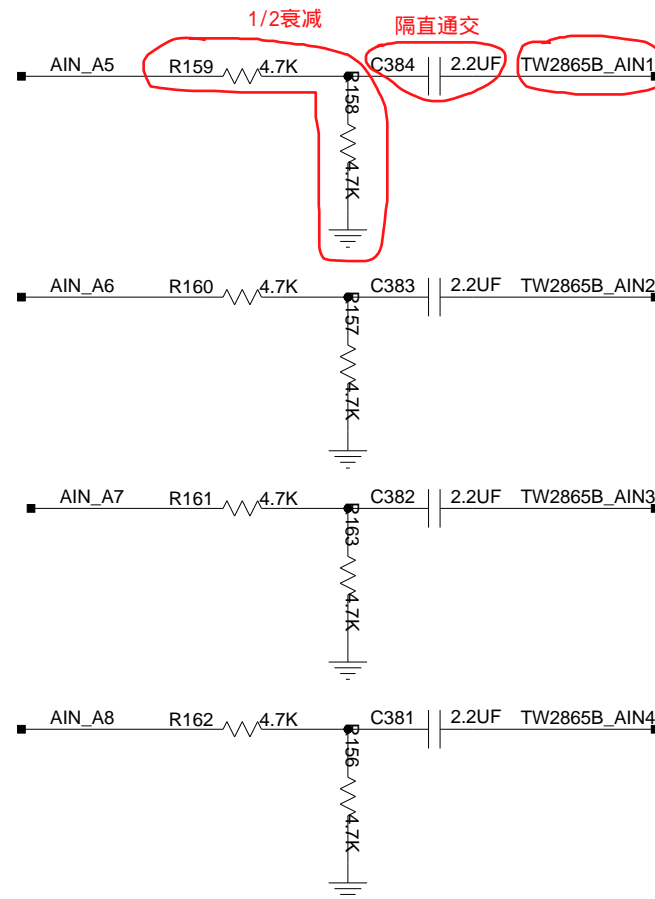 1/2衰减
隔直通交
AIN_A5 R159 4.7K C384 2.2UF TW2865B_AIN1
R158
4.7K
AIN_A6 R160 4.7K C383 2.2UF TW2865B_AIN2
R157
4.7K
AIN_A7 R161 4.7K C382 2.2UF TW2865B_AIN3
R163
4.7K
AIN_A8 R162 4.7K C381 2.2UF TW2865B_AIN4
R156
4.7K